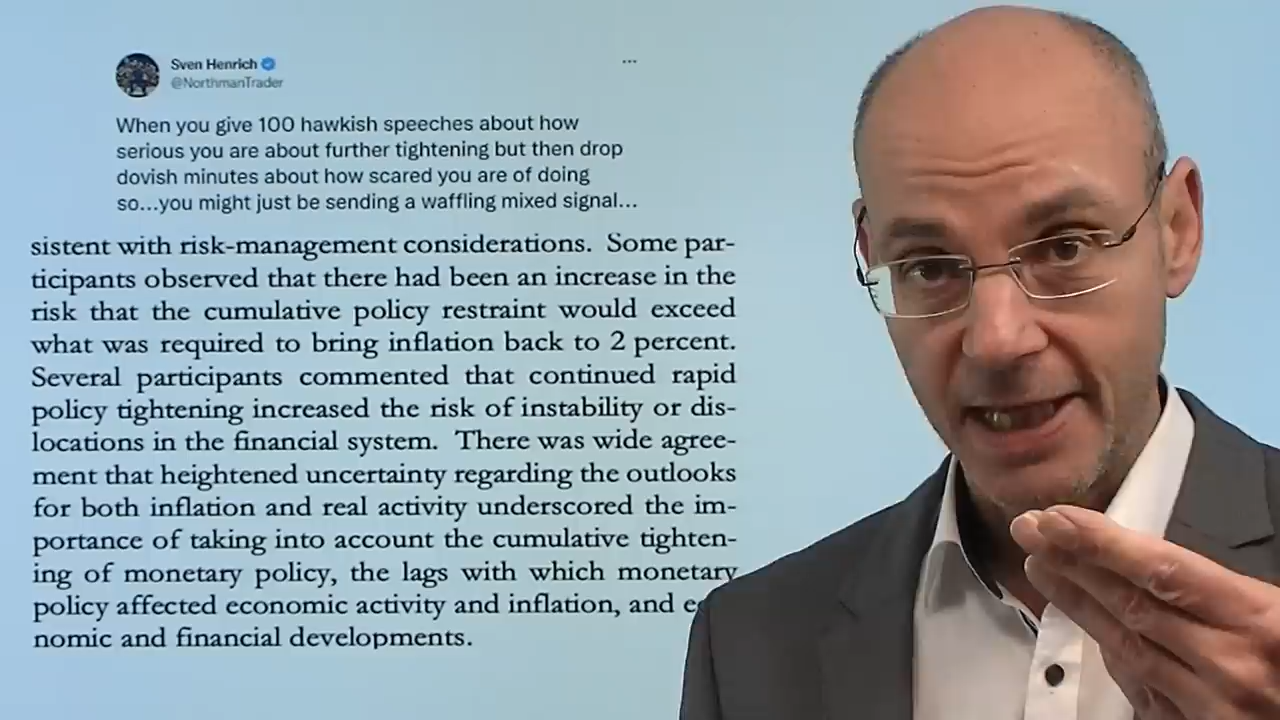 Sven Henrich
@NorthmanTrader
...
When you give 100 hawkish speeches about how
serious you are about further tightening but then drop
dovish minutes about how scared you are of doing
so...you might just be sending a waffling mixed signal...
sistent with risk-management considerations. Some par-
ticipants observed that there had been an increase in the
risk that the cumulative policy restraint would exceed
what was required to bring inflation back to 2 percent.
Several participants commented that continued rapid
policy tightening increased the risk of instability or dis-
locations in the financial system. There was wide agree-
ment that heightened uncertainty regarding the outlooks
for both inflation and real activity underscored the im-
portance of taking into account the cumulative tighten-
ing of monetary policy, the lags with which monetary
policy affected economic activity and inflation, and
nomic and financial developments.